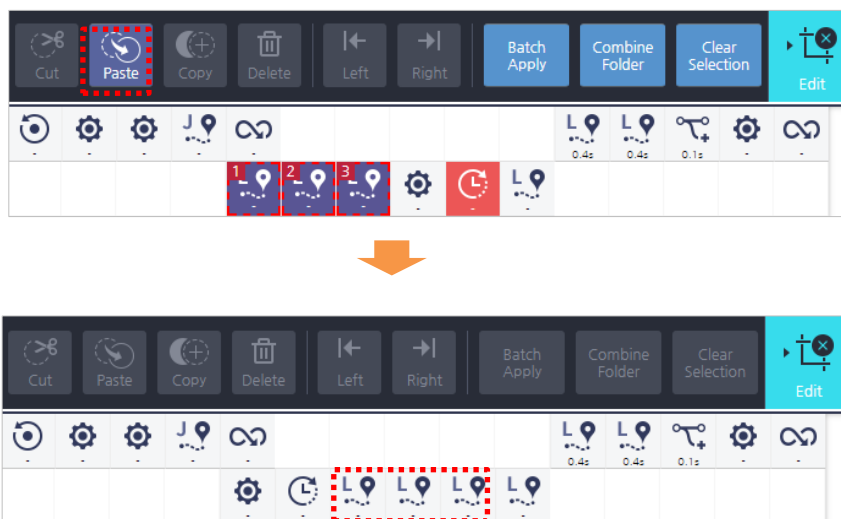 Cut
Paste
Copy
Delete
Left
Right
Batch
Apply
Combine
Folder
Clear
Selection
Edit
- - - J - - L 0.4s L 0.4s 0.1s - -
1 L - 2 L - 3 L - - - L -
Cut
Paste
Copy
Delete
Left
Right
Batch
Apply
Combine
Folder
Clear
Selection
Edit
- - - J - - L 0.4s L 0.4s 0.1s - -
- - L - L - L - L -